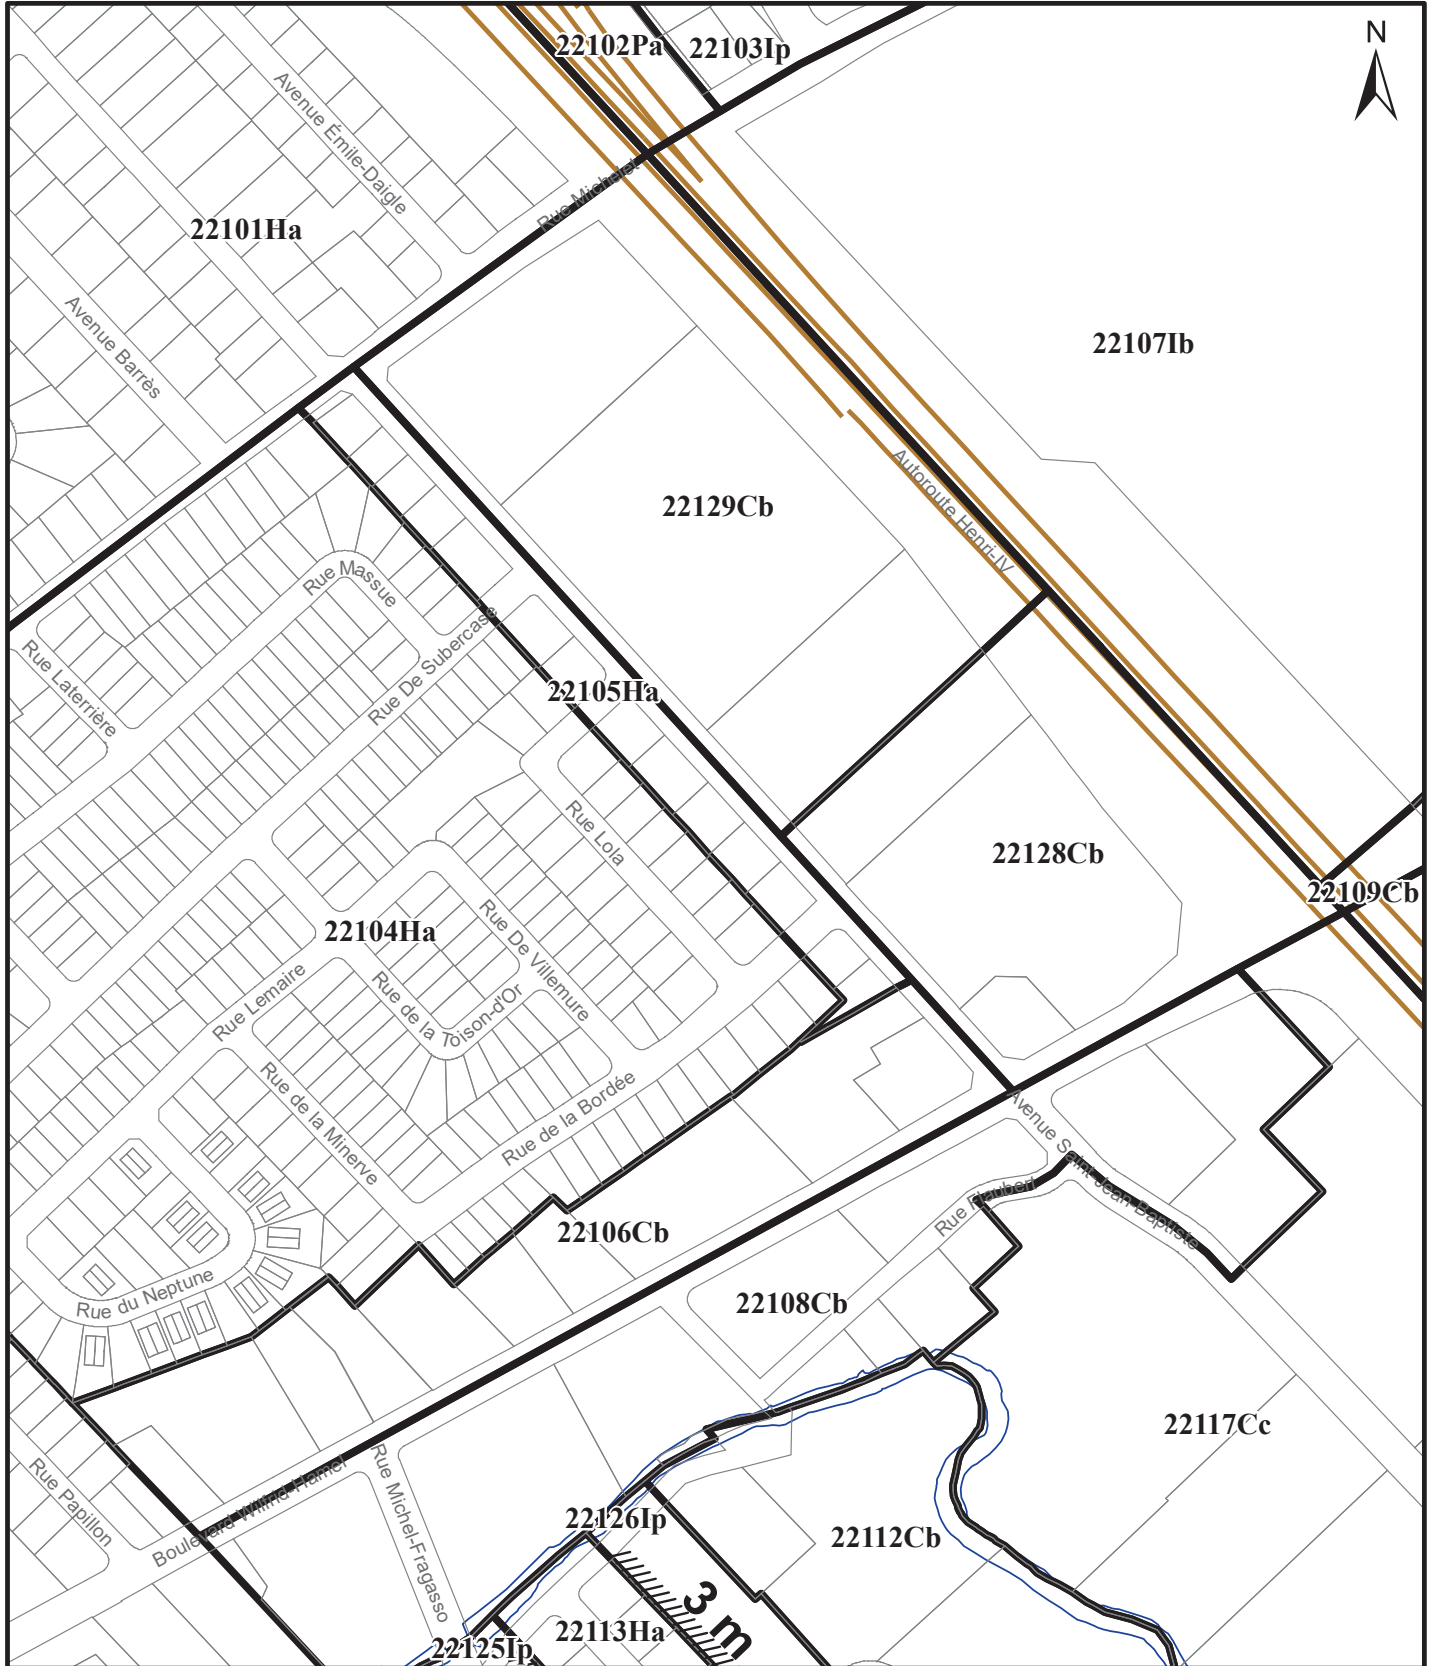 22102Pa
22103Ip
N
Avenue Émile-Daigle
Rue Michelet
22101Ha
Avenue Barrès
22107Ib
22129Cb
Autoroute Henri-IV
Rue Massue
Rue De Subercase
Rue Laterrière
22105Ha
Rue Lola
22128Cb
22109Cb
22104Ha
Rue De Villemure
Rue Lemaire
Rue de la Toison-d'Or
Rue de la Minerve
Rue de la Bordée
Avenue Saint-Jean-Baptiste
Rue Flaubert
22106Cb
Rue du Neptune
22108Cb
22117Cc
Rue Papillon
Boulevard Wilfrid-Hamel
Rue Michel-Fragasso
22126Ip
22112Cb
3 m
22113Ha
22125Ip